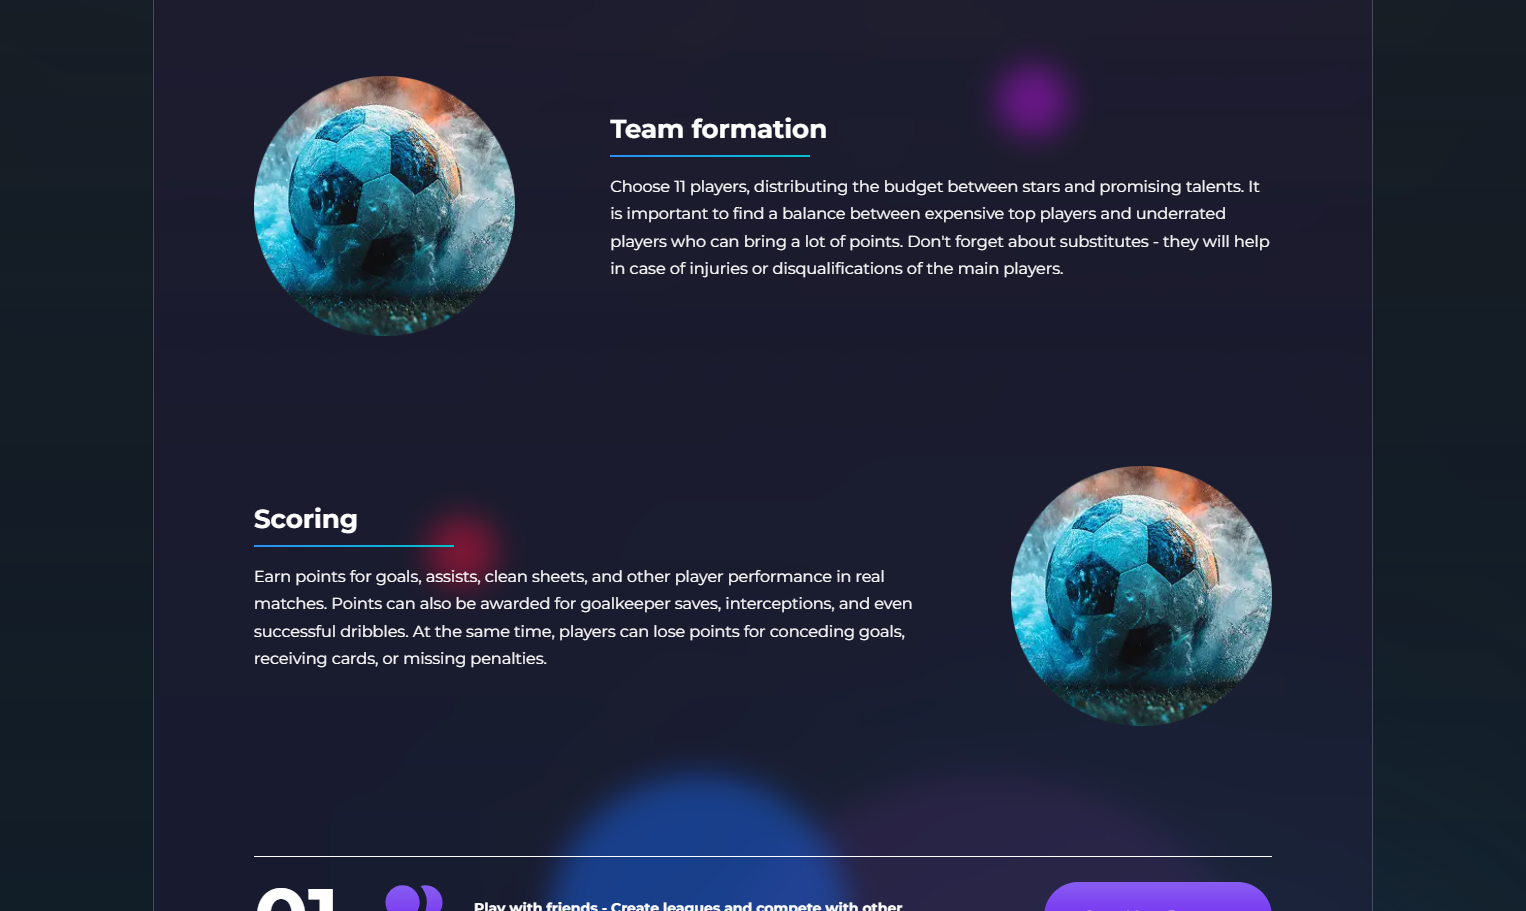 Team formation
Choose 11 players, distributing the budget between stars and promising talents. It
is important to find a balance between expensive top players and underrated
players who can bring a lot of points. Don't forget about substitutes - they will help
in case of injuries or disqualifications of the main players.
Scoring
Earn points for goals, assists, clean sheets, and other player performance in real
matches. Points can also be awarded for goalkeeper saves, interceptions, and even
successful dribbles. At the same time, players can lose points for conceding goals,
receiving cards, or missing penalties.
01
Play with friends - Create leagues and compete with other